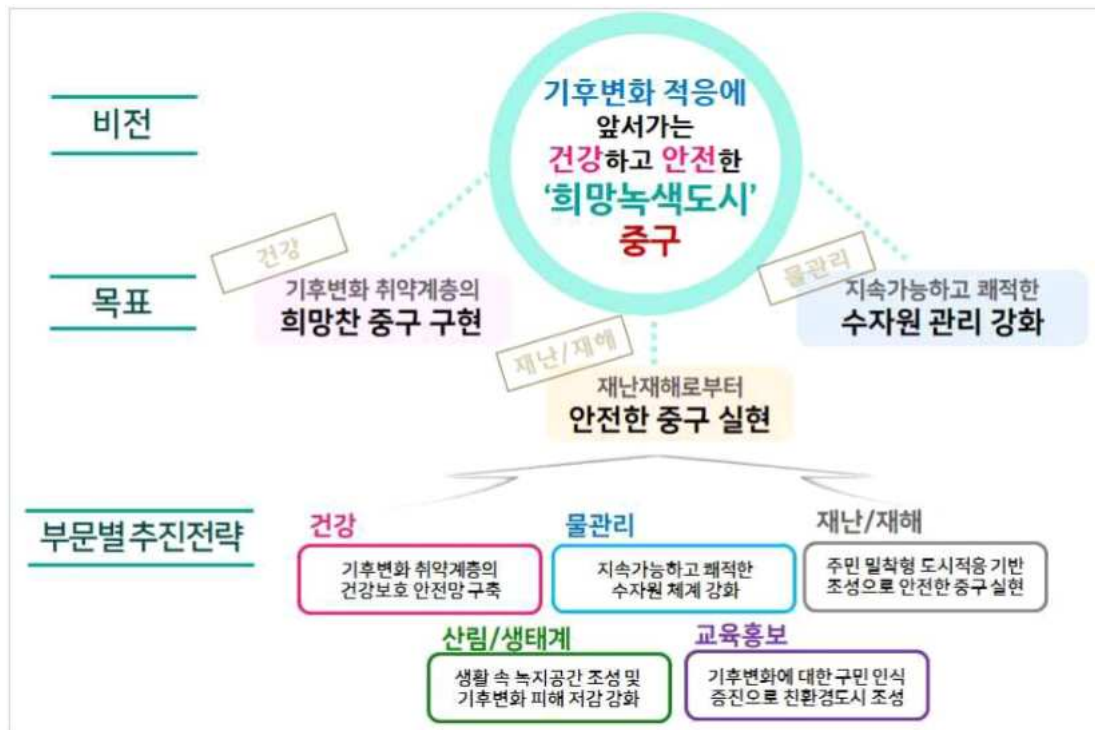 비전
기후변화 적응에
앞서가는
건강하고 안전한
‘희망녹색도시’
중구
목표
건강
기후변화 취약계층의
희망찬 중구 구현
재난/재해
재난재해로부터
안전한 중구 실현
물관리
지속가능하고 쾌적한
수자원 관리 강화
부문별 추진전략
건강
기후변화 취약계층의
건강보호 안전망 구축
물관리
지속가능하고 쾌적한
수자원 체계 강화
재난/재해
주민 밀착형 도시적응 기반
조성으로 안전한 중구 실현
산림/생태계
생활 속 녹지공간 조성 및
기후변화 피해 저감 강화
교육홍보
기후변화에 대한 구민 인식
증진으로 친환경도시 조성